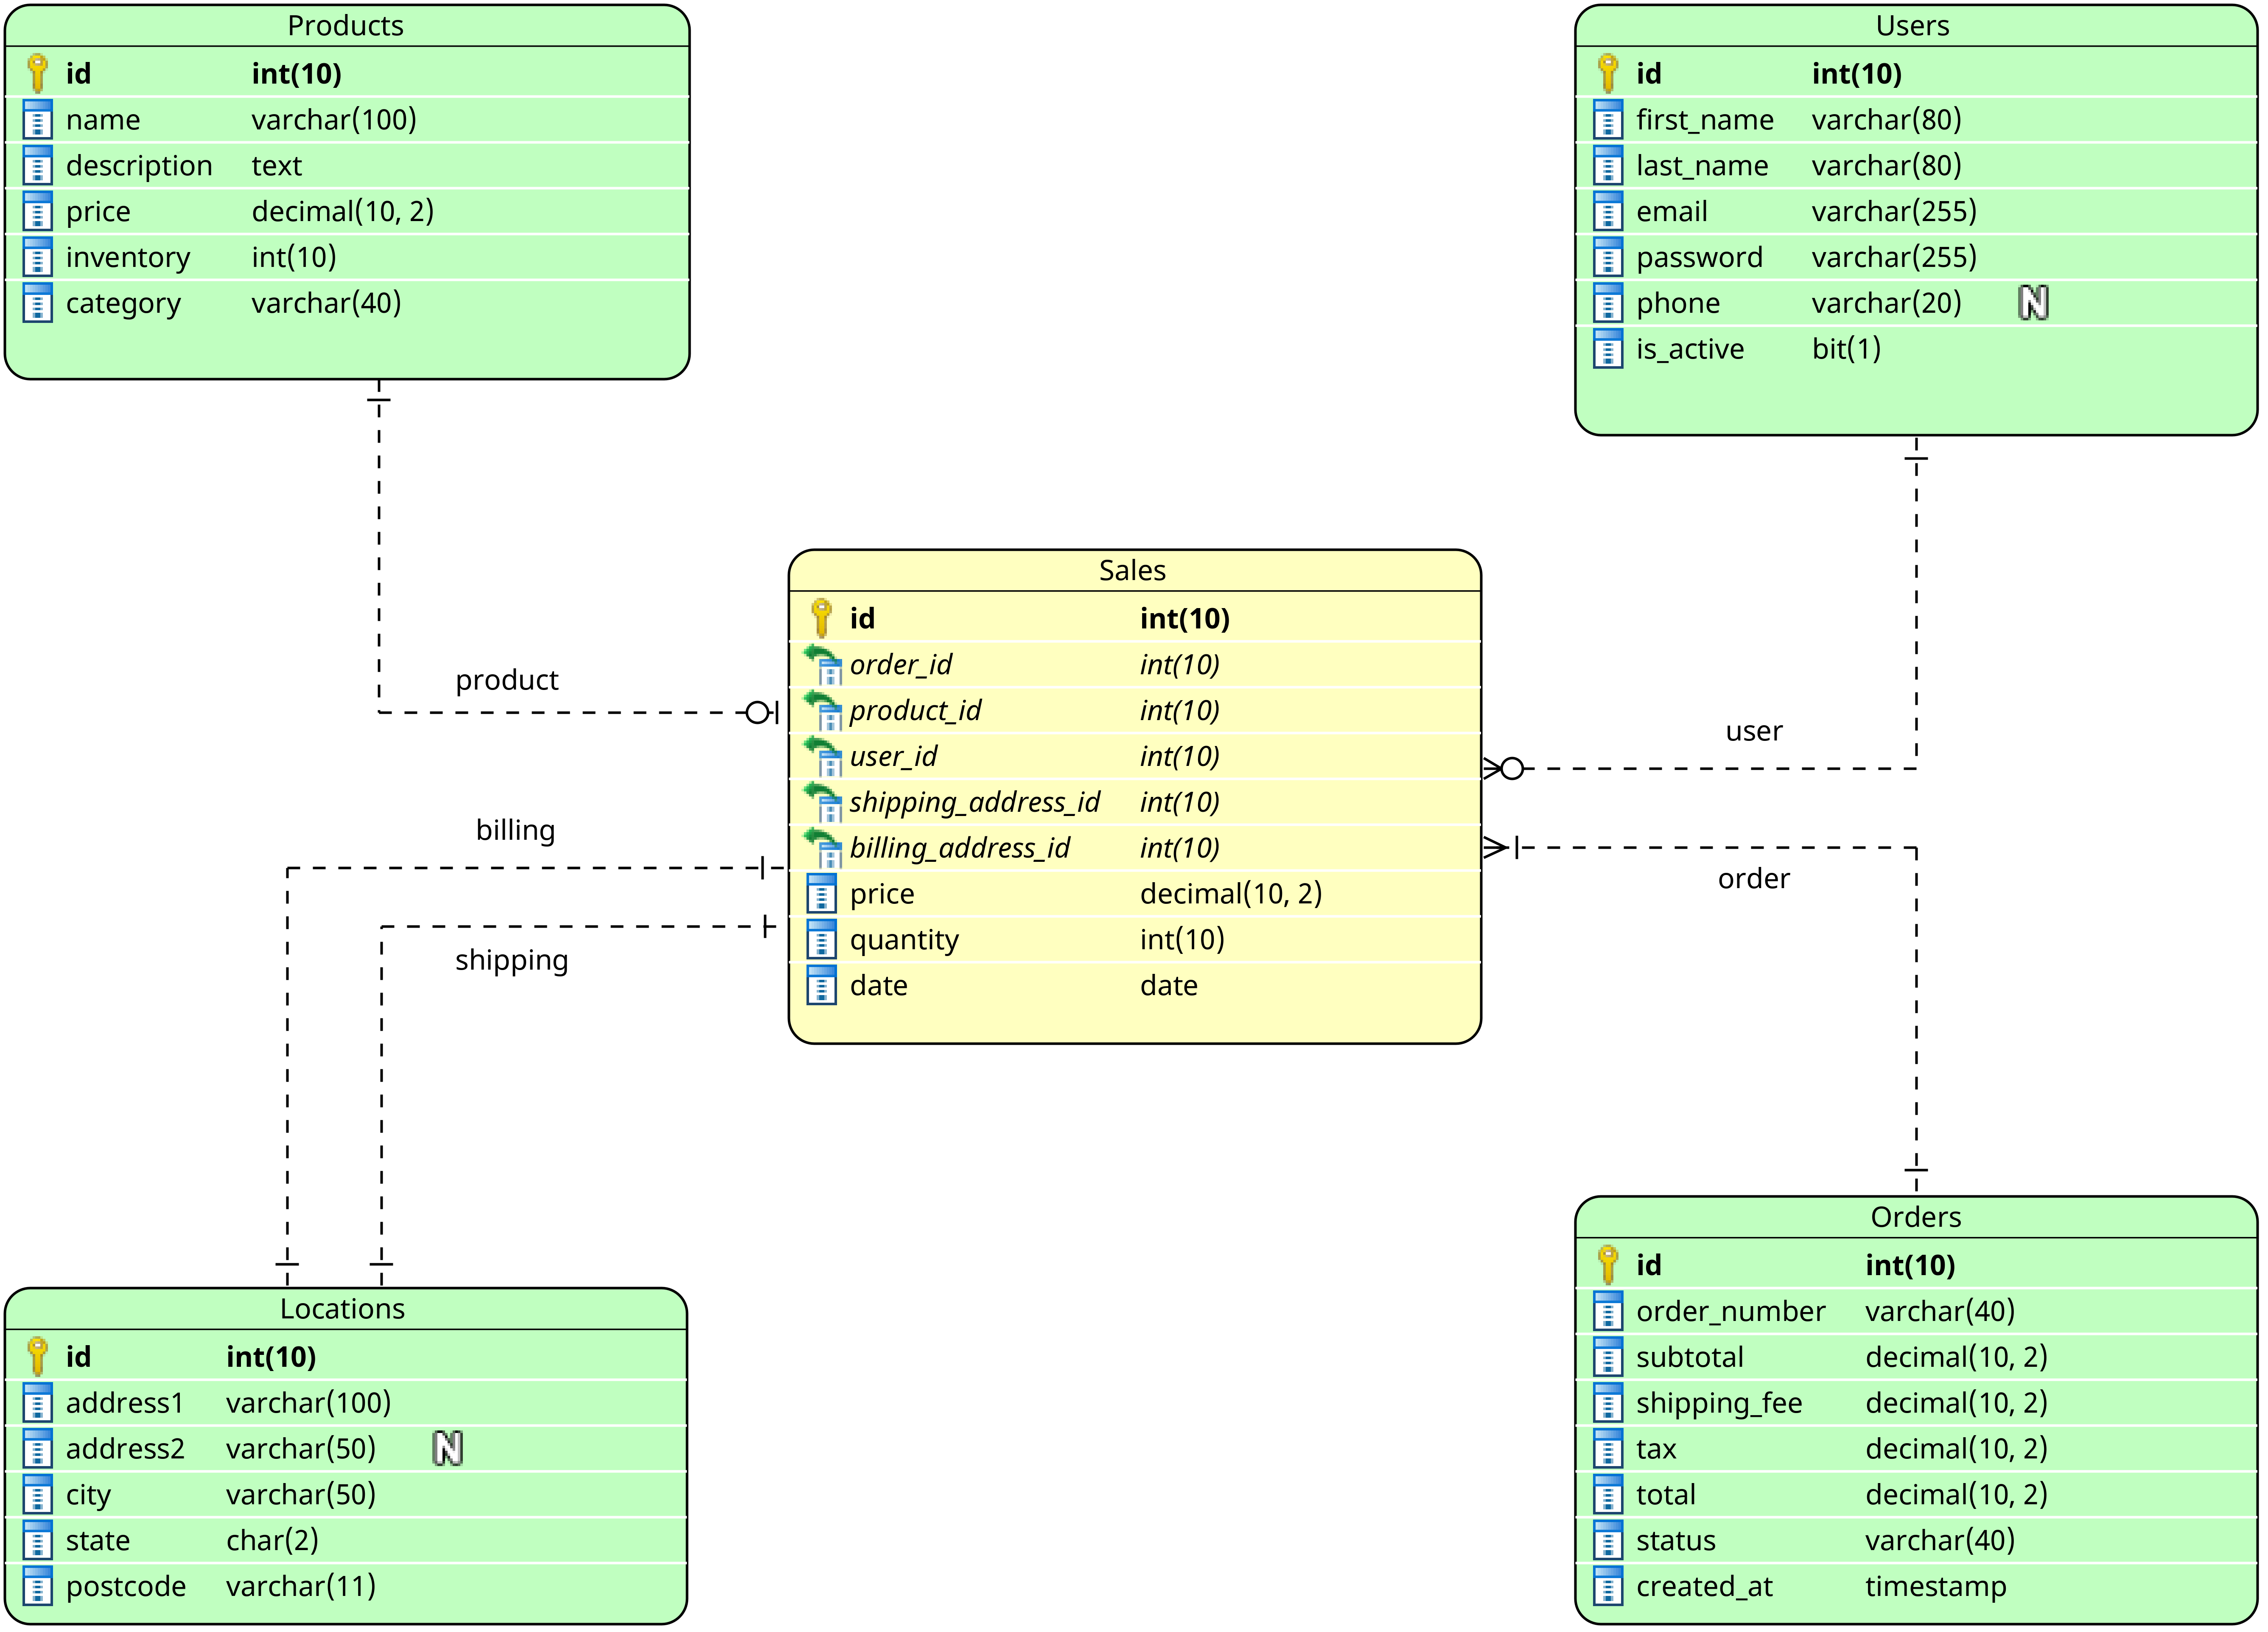 Products
id int(10)
name varchar(100)
description text
price decimal(10, 2)
inventory int(10)
category varchar(40)
Users
id int(10)
first_name varchar(80)
last_name varchar(80)
email varchar(255)
password varchar(255)
phone varchar(20) N
is_active bit(1)
product
Sales
id int(10)
order_id int(10)
product_id int(10)
user_id int(10)
shipping_address_id int(10)
billing_address_id int(10)
price decimal(10, 2)
quantity int(10)
date date
user
billing
order
shipping
Locations
id int(10)
address1 varchar(100)
address2 varchar(50) N
city varchar(50)
state char(2)
postcode varchar(11)
Orders
id int(10)
order_number varchar(40)
subtotal decimal(10, 2)
shipping_fee decimal(10, 2)
tax decimal(10, 2)
total decimal(10, 2)
status varchar(40)
created_at timestamp